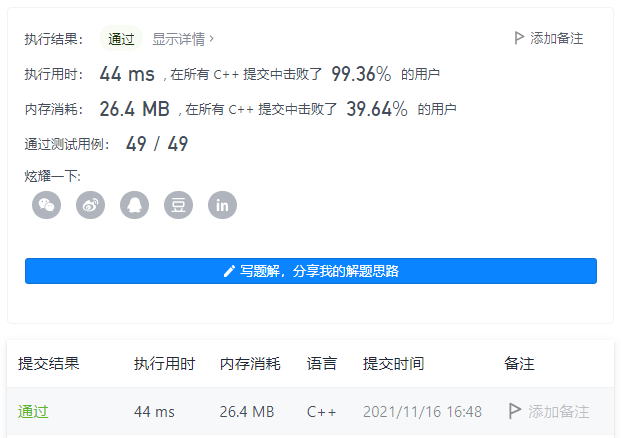 执行结果： 通过 显示详情 › 添加备注
执行用时： 44 ms , 在所有 C++ 提交中击败了 99.36% 的用户
内存消耗： 26.4 MB , 在所有 C++ 提交中击败了 39.64% 的用户
通过测试用例： 49 / 49
炫耀一下:
豆 in
写题解，分享我的解题思路
提交结果 执行用时 内存消耗 语言 提交时间 备注
通过 44 ms 26.4 MB C++ 2021/11/16 16:48 添加备注